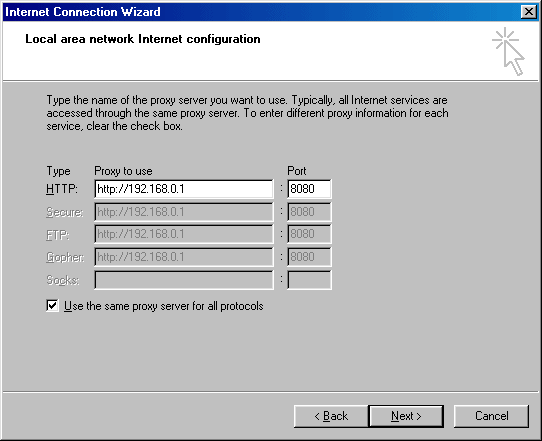 Internet Connection Wizard
Local area network Internet configuration
Type the name of the proxy server you want to use. Typically, all Internet services are
accessed through the same proxy server. To enter different proxy information for each
service, clear the check box.
Type Proxy to use Port
HTTP: http://192.168.0.1 : 8080
Secure: http://192.168.0.1 : 8080
FTP: http://192.168.0.1 : 8080
Gopher: http://192.168.0.1 : 8080
Socks: :
Use the same proxy server for all protocols
< Back Next > Cancel